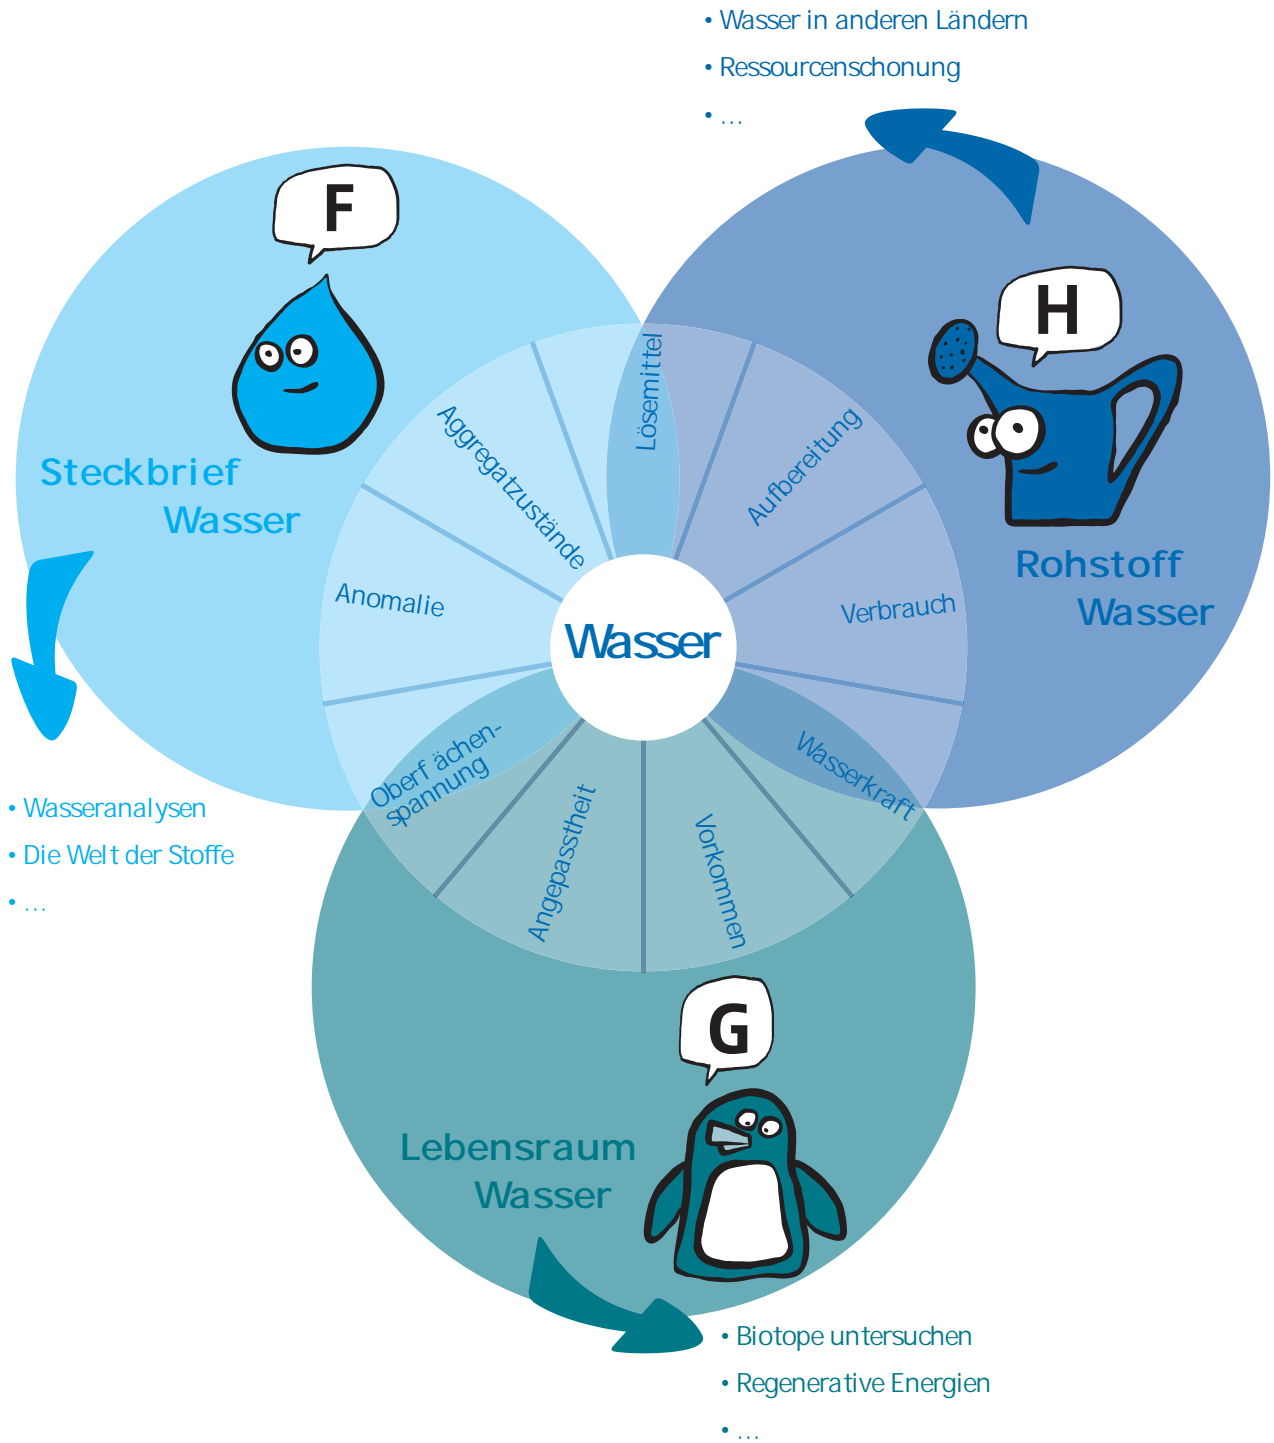 • Wasser in anderen Ländern
• Ressourcenschonung
• ...
F
H
Steckbrief
Wasser
Rohstoff
Wasser
Lösemittel
Aggregatzustände
Aufbereitung
Anomalie
Verbrauch
Wasser
Oberf ächen-
spannung
Wasserkraft
Angepasstheit
Vorkommen
• Wasseranalysen
• Die Welt der Stoffe
• ...
G
Lebensraum
Wasser
• Biotope untersuchen
• Regenerative Energien
• ...